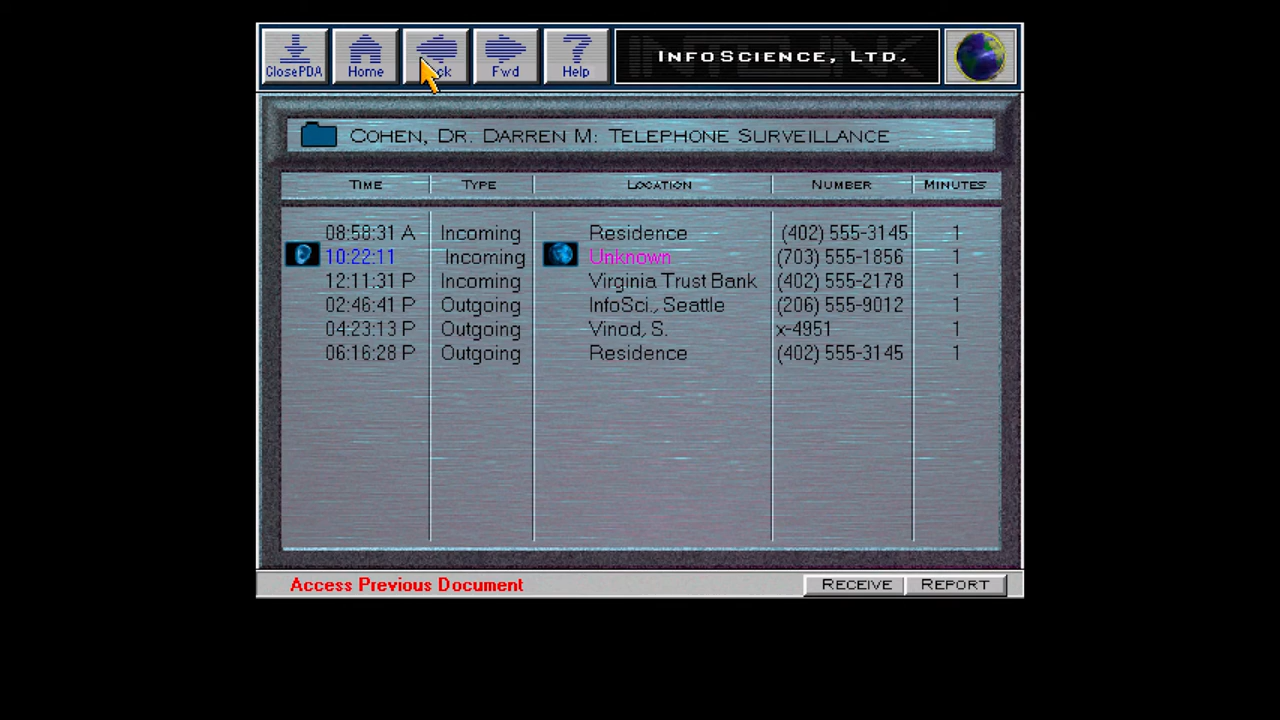 ClosePDA Home Fwd Help INFOSCIENCE, LTD.
COHEN, DR. DARREN M: TELEPHONE SURVEILLANCE
TIME TYPE LOCATION NUMBER MINUTES
08:58:31 A Incoming Residence (402) 555-3145 1
10:22:11 Incoming Unknown (703) 555-1856 1
12:11:31 P Incoming Virginia Trust Bank (402) 555-2178 1
02:46:41 P Outgoing InfoSci., Seattle (206) 555-9012 1
04:23:13 P Outgoing Vinod, S. x-4951 1
06:16:28 P Outgoing Residence (402) 555-3145 1
Access Previous Document RECEIVE REPORT